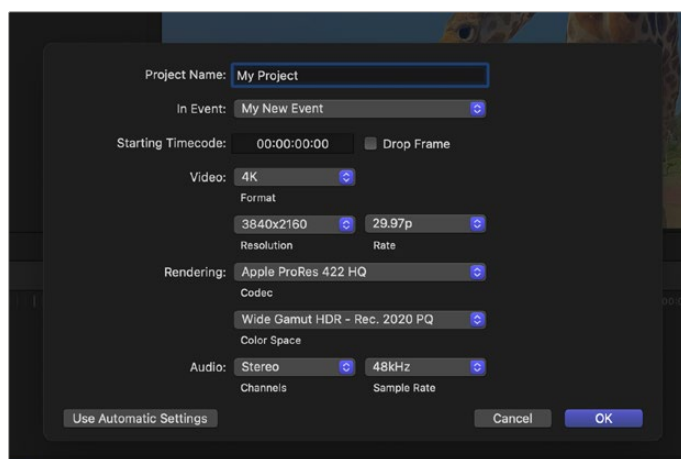 Project Name: My Project
In Event: My New Event
Starting Timecode: 00:00:00:00 Drop Frame
Video: 4K
Format
3840x2160 29.97p
Resolution Rate
Rendering: Apple ProRes 422 HQ
Codec
Wide Gamut HDR - Rec. 2020 PQ
Color Space
Audio: Stereo 48kHz
Channels Sample Rate
Use Automatic Settings Cancel OK